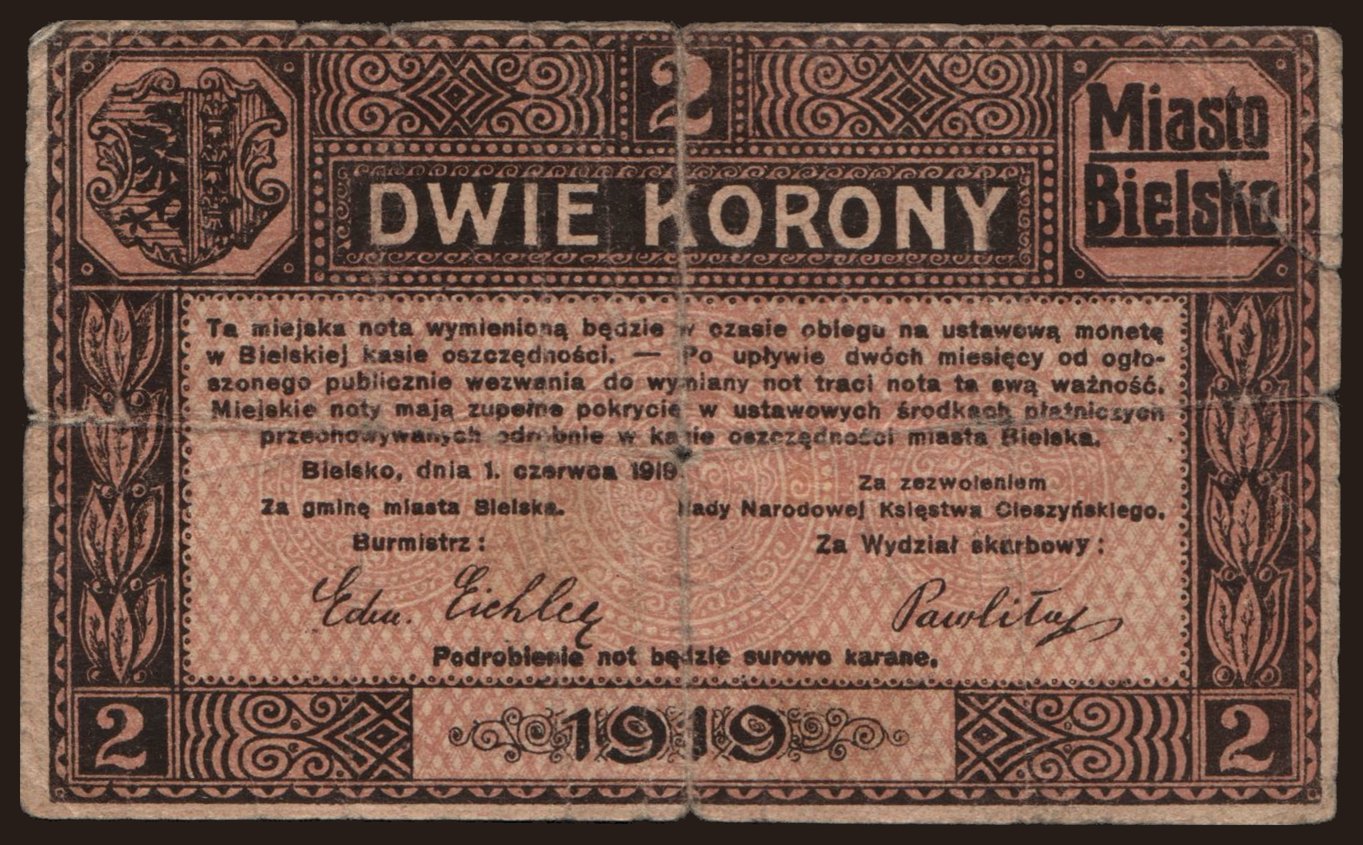 2
Miasto
Bielsko
DWIE KORONY
Ta miejska nota wymienioną będzie w czasie obiegu na ustawową monetę
w Bielskiej kasie oszczędności. — Po upływie dwóch miesięcy od ogło-
szonego publicznie wezwania do wymiany not traci nota ta swą ważność.
Miejskie noty mają zupełne pokrycie w ustawowych środkach płatniczych
przechowywanych odrębnie w kasie oszczędności miasta Bielska.
Bielsko, dnia 1. czerwca 1919
Za gminę miasta Bielska.
Burmistrz:
Edw. Eichler
Za zezwoleniem
Rady Narodowej Księstwa Cieszyńskiego.
Za Wydział skarbowy:
Podrobienie not będzie surowo karane.
2
1919
2